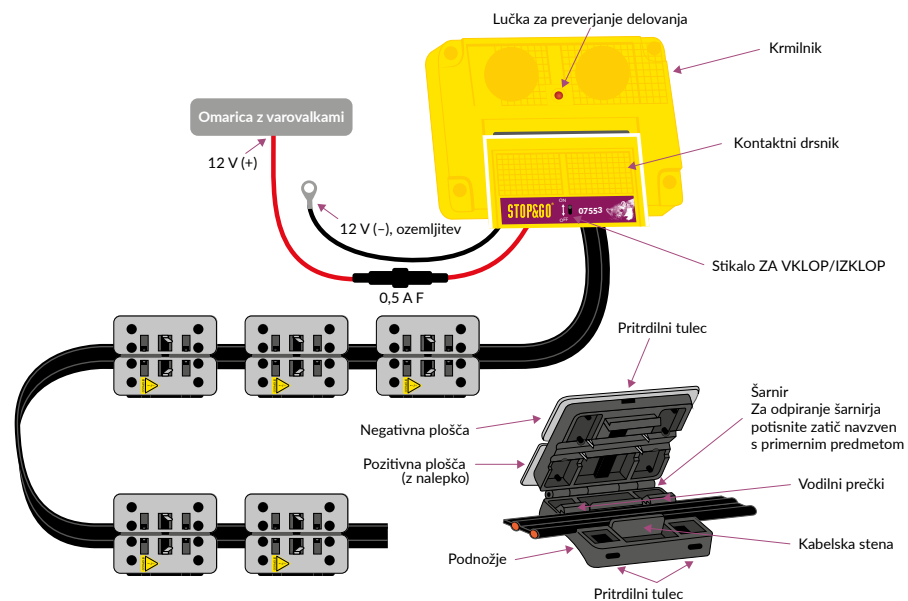 Lučka za preverjanje delovanja
Krmilnik
Omarica z varovalkami
Kontaktni drsnik
12 V (+)
STOP&GO®
ON
OFF
07553
12 V (–), ozemljitev
Stikalo ZA VKLOP/IZKLOP
0,5 A F
Pritrdilni tulec
Šarnir
Za odpiranje šarnirja
potisnite zatič navzven
s primernim predmetom
Negativna plošča
Pozitivna plošča
(z nalepko)
Vodilni prečki
Kabelska stena
Podnožje
Pritrdilni tulec